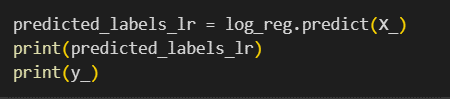 predicted_labels_lr = log_reg.predict(X_)
print(predicted_labels_lr)
print(y_)